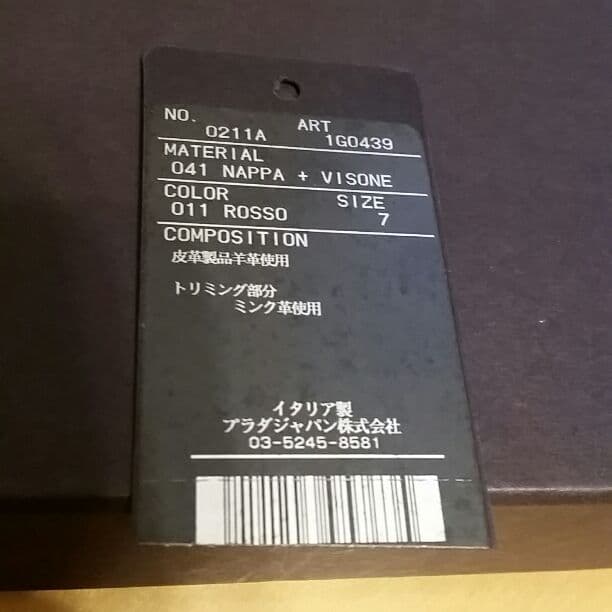 NO. ART
0211A 1G0439
MATERIAL
041 NAPPA + VISONE
COLOR SIZE
011 ROSSO 7
COMPOSITION
皮革製品羊革使用
トリミング部分
ミンク革使用
イタリア製
プラダジャパン株式会社
03-5245-8581